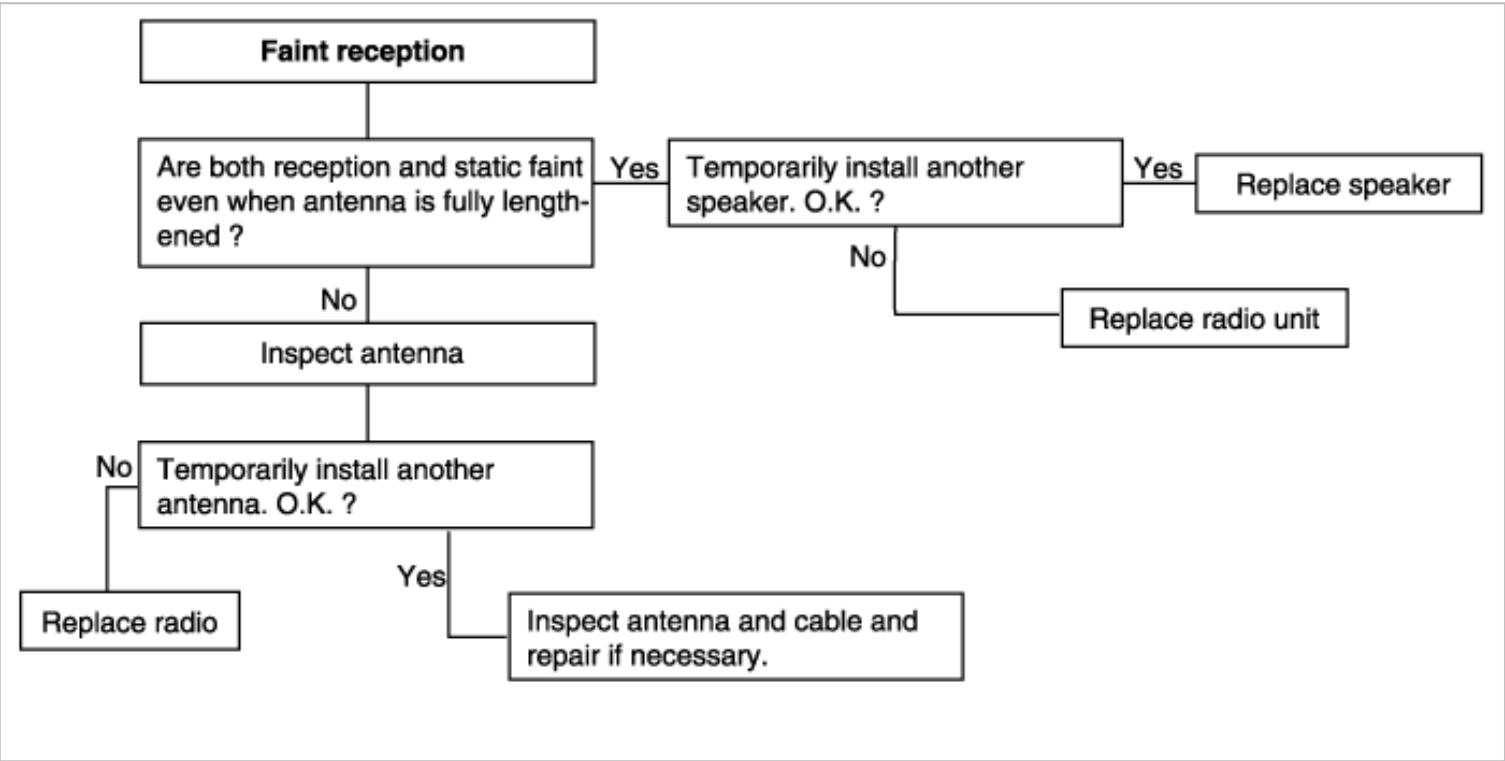 Faint reception
Are both reception and static faint
even when antenna is fully length-
ened ?
Yes
Temporarily install another
speaker. O.K. ?
Yes
Replace speaker
No
Replace radio unit
No
Inspect antenna
No
Temporarily install another
antenna. O.K. ?
Yes
Replace radio
Inspect antenna and cable and
repair if necessary.